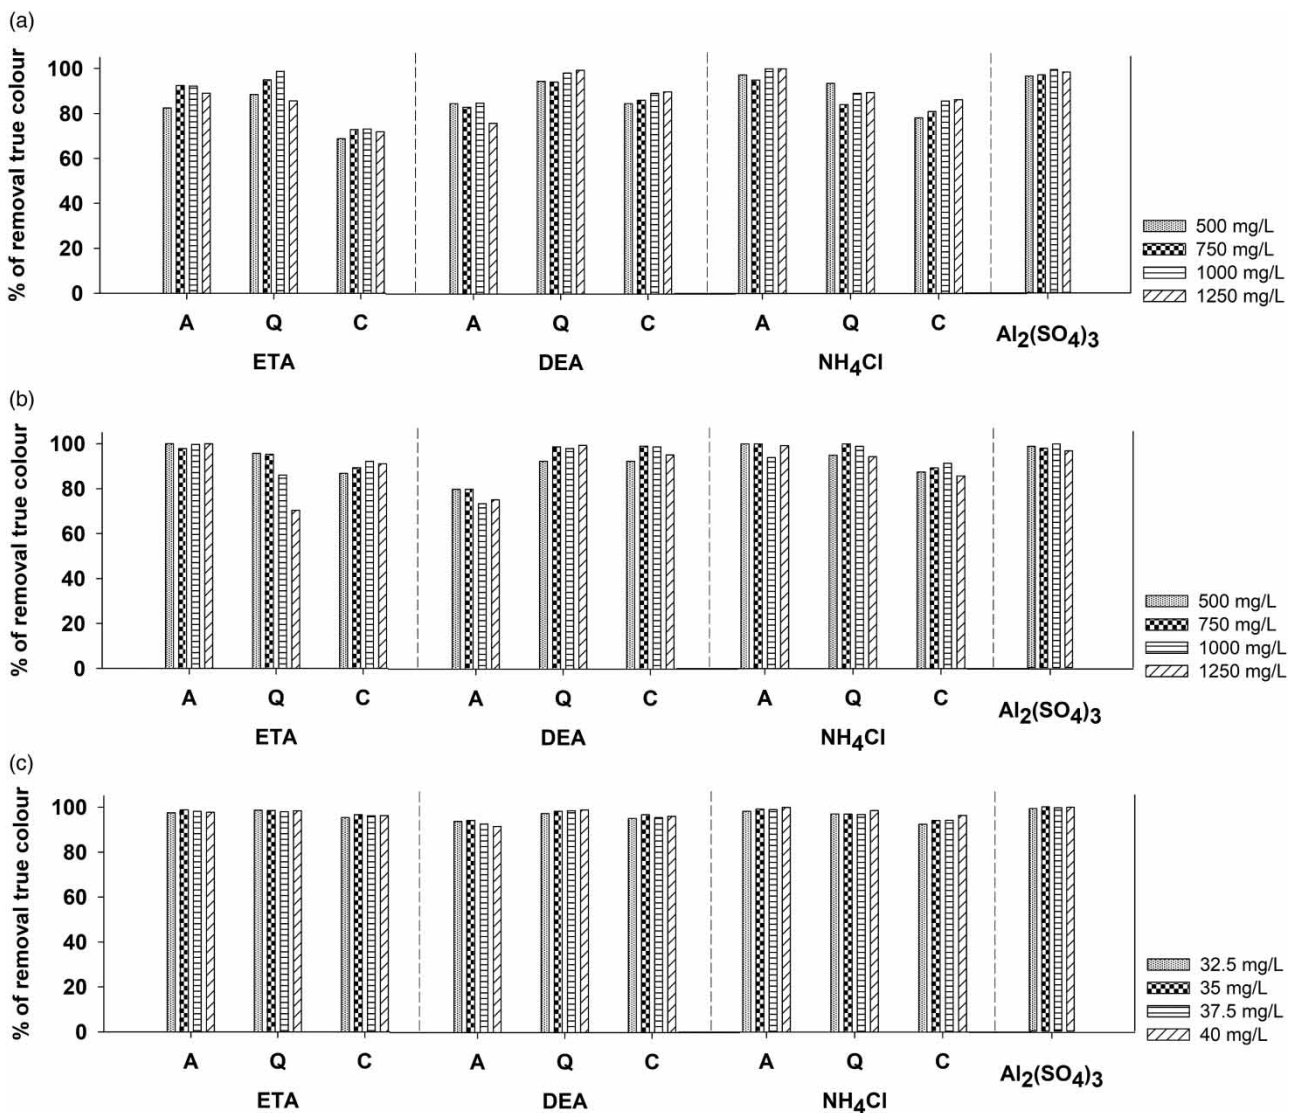 (a)
% of removal true colour
100
80
60
40
20
0
A Q C A Q C A Q C Al2(SO4)3
ETA DEA NH4Cl
500 mg/L
750 mg/L
1000 mg/L
1250 mg/L
(b)
% of removal true colour
100
80
60
40
20
0
A Q C A Q C A Q C Al2(SO4)3
ETA DEA NH4Cl
500 mg/L
750 mg/L
1000 mg/L
1250 mg/L
(c)
% of removal true colour
100
80
60
40
20
0
A Q C A Q C A Q C Al2(SO4)3
ETA DEA NH4Cl
32.5 mg/L
35 mg/L
37.5 mg/L
40 mg/L